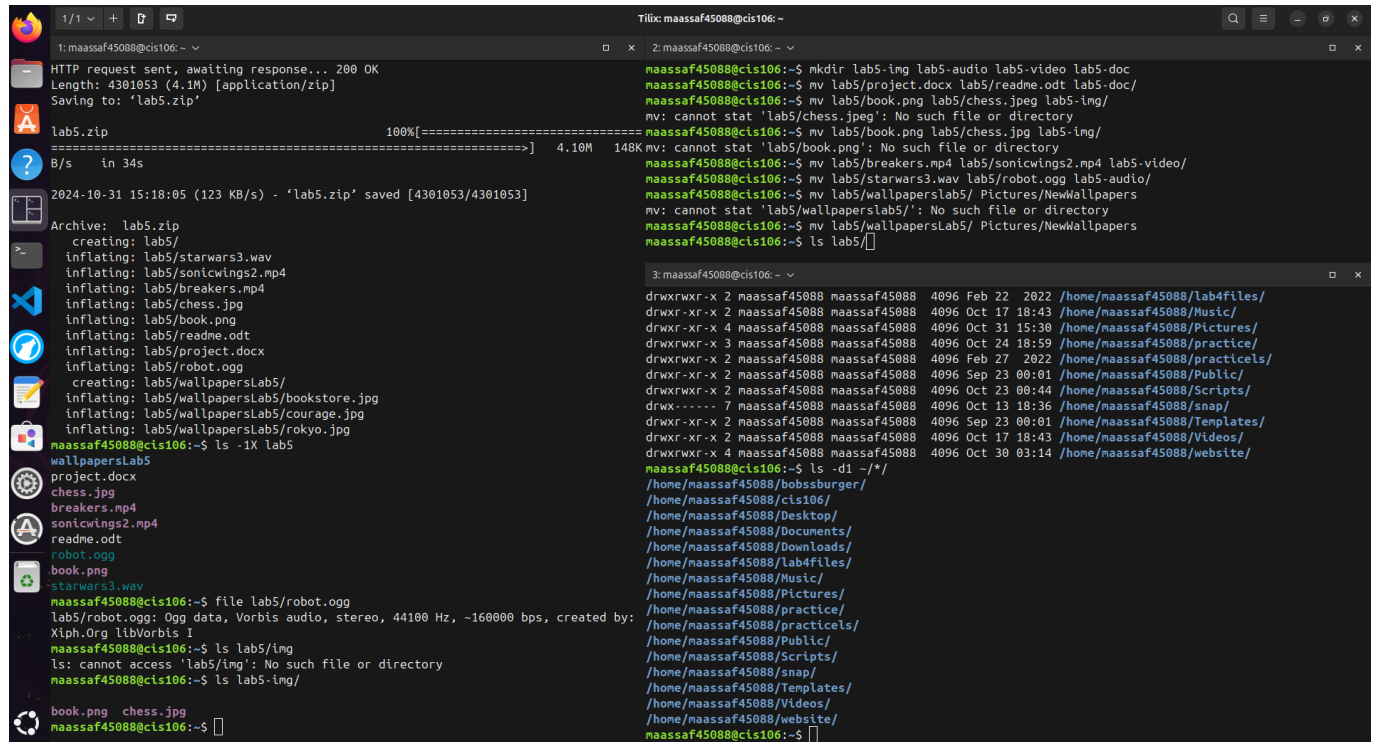 1/1
Tilix: maassaf45088@cis106: ~
1: maassaf45088@cis106: ~
HTTP request sent, awaiting response... 200 OK
Length: 4301053 (4.1M) [application/zip]
Saving to: ‘lab5.zip’
lab5.zip 100%[===============================
==================================================================>] 4.10M 148K
B/s in 34s
2024-10-31 15:18:05 (123 KB/s) - ‘lab5.zip’ saved [4301053/4301053]
Archive: lab5.zip
creating: lab5/
inflating: lab5/starwars3.wav
inflating: lab5/sonicwings2.mp4
inflating: lab5/breakers.mp4
inflating: lab5/chess.jpg
inflating: lab5/book.png
inflating: lab5/readme.odt
inflating: lab5/project.docx
inflating: lab5/robot.ogg
creating: lab5/wallpapersLab5/
inflating: lab5/wallpapersLab5/bookstore.jpg
inflating: lab5/wallpapersLab5/courage.jpg
inflating: lab5/wallpapersLab5/rokyo.jpg
maassaf45088@cis106:~$ ls -1X lab5
wallpapersLab5
project.docx
chess.jpg
breakers.mp4
sonicwings2.mp4
readme.odt
robot.ogg
book.png
starwars3.wav
maassaf45088@cis106:~$ file lab5/robot.ogg
lab5/robot.ogg: Ogg data, Vorbis audio, stereo, 44100 Hz, ~160000 bps, created by:
Xiph.Org libVorbis I
maassaf45088@cis106:~$ ls lab5/img
ls: cannot access 'lab5/img': No such file or directory
maassaf45088@cis106:~$ ls lab5-img/
book.png chess.jpg
maassaf45088@cis106:~$
2: maassaf45088@cis106: ~
maassaf45088@cis106:~$ mkdir lab5-img lab5-audio lab5-video lab5-doc
maassaf45088@cis106:~$ mv lab5/project.docx lab5/readme.odt lab5-doc/
maassaf45088@cis106:~$ mv lab5/book.png lab5/chess.jpeg lab5-img/
mv: cannot stat 'lab5/chess.jpeg': No such file or directory
maassaf45088@cis106:~$ mv lab5/book.png lab5/chess.jpg lab5-img/
mv: cannot stat 'lab5/book.png': No such file or directory
maassaf45088@cis106:~$ mv lab5/breakers.mp4 lab5/sonicwings2.mp4 lab5-video/
maassaf45088@cis106:~$ mv lab5/starwars3.wav lab5/robot.ogg lab5-audio/
maassaf45088@cis106:~$ mv lab5/wallpaperslab5/ Pictures/NewWallpapers
mv: cannot stat 'lab5/wallpaperslab5/': No such file or directory
maassaf45088@cis106:~$ mv lab5/wallpapersLab5/ Pictures/NewWallpapers
maassaf45088@cis106:~$ ls lab5/
3: maassaf45088@cis106: ~
drwxrwxr-x 2 maassaf45088 maassaf45088 4096 Feb 22 2022 /home/maassaf45088/lab4files/
drwxr-xr-x 2 maassaf45088 maassaf45088 4096 Oct 17 18:43 /home/maassaf45088/Music/
drwxr-xr-x 4 maassaf45088 maassaf45088 4096 Oct 31 15:30 /home/maassaf45088/Pictures/
drwxrwxr-x 3 maassaf45088 maassaf45088 4096 Oct 24 18:59 /home/maassaf45088/practice/
drwxrwxr-x 2 maassaf45088 maassaf45088 4096 Feb 27 2022 /home/maassaf45088/practicels/
drwxr-xr-x 2 maassaf45088 maassaf45088 4096 Sep 23 00:01 /home/maassaf45088/Public/
drwxrwxr-x 2 maassaf45088 maassaf45088 4096 Oct 23 00:44 /home/maassaf45088/Scripts/
drwx------ 7 maassaf45088 maassaf45088 4096 Oct 13 18:36 /home/maassaf45088/snap/
drwxr-xr-x 2 maassaf45088 maassaf45088 4096 Sep 23 00:01 /home/maassaf45088/Templates/
drwxr-xr-x 2 maassaf45088 maassaf45088 4096 Oct 17 18:43 /home/maassaf45088/Videos/
drwxrwxr-x 4 maassaf45088 maassaf45088 4096 Oct 30 03:14 /home/maassaf45088/website/
maassaf45088@cis106:~$ ls -d1 ~/*/
/home/maassaf45088/bobssburger/
/home/maassaf45088/cis106/
/home/maassaf45088/Desktop/
/home/maassaf45088/Documents/
/home/maassaf45088/Downloads/
/home/maassaf45088/lab4files/
/home/maassaf45088/Music/
/home/maassaf45088/Pictures/
/home/maassaf45088/practice/
/home/maassaf45088/practicels/
/home/maassaf45088/Public/
/home/maassaf45088/Scripts/
/home/maassaf45088/snap/
/home/maassaf45088/Templates/
/home/maassaf45088/Videos/
/home/maassaf45088/website/
maassaf45088@cis106:~$